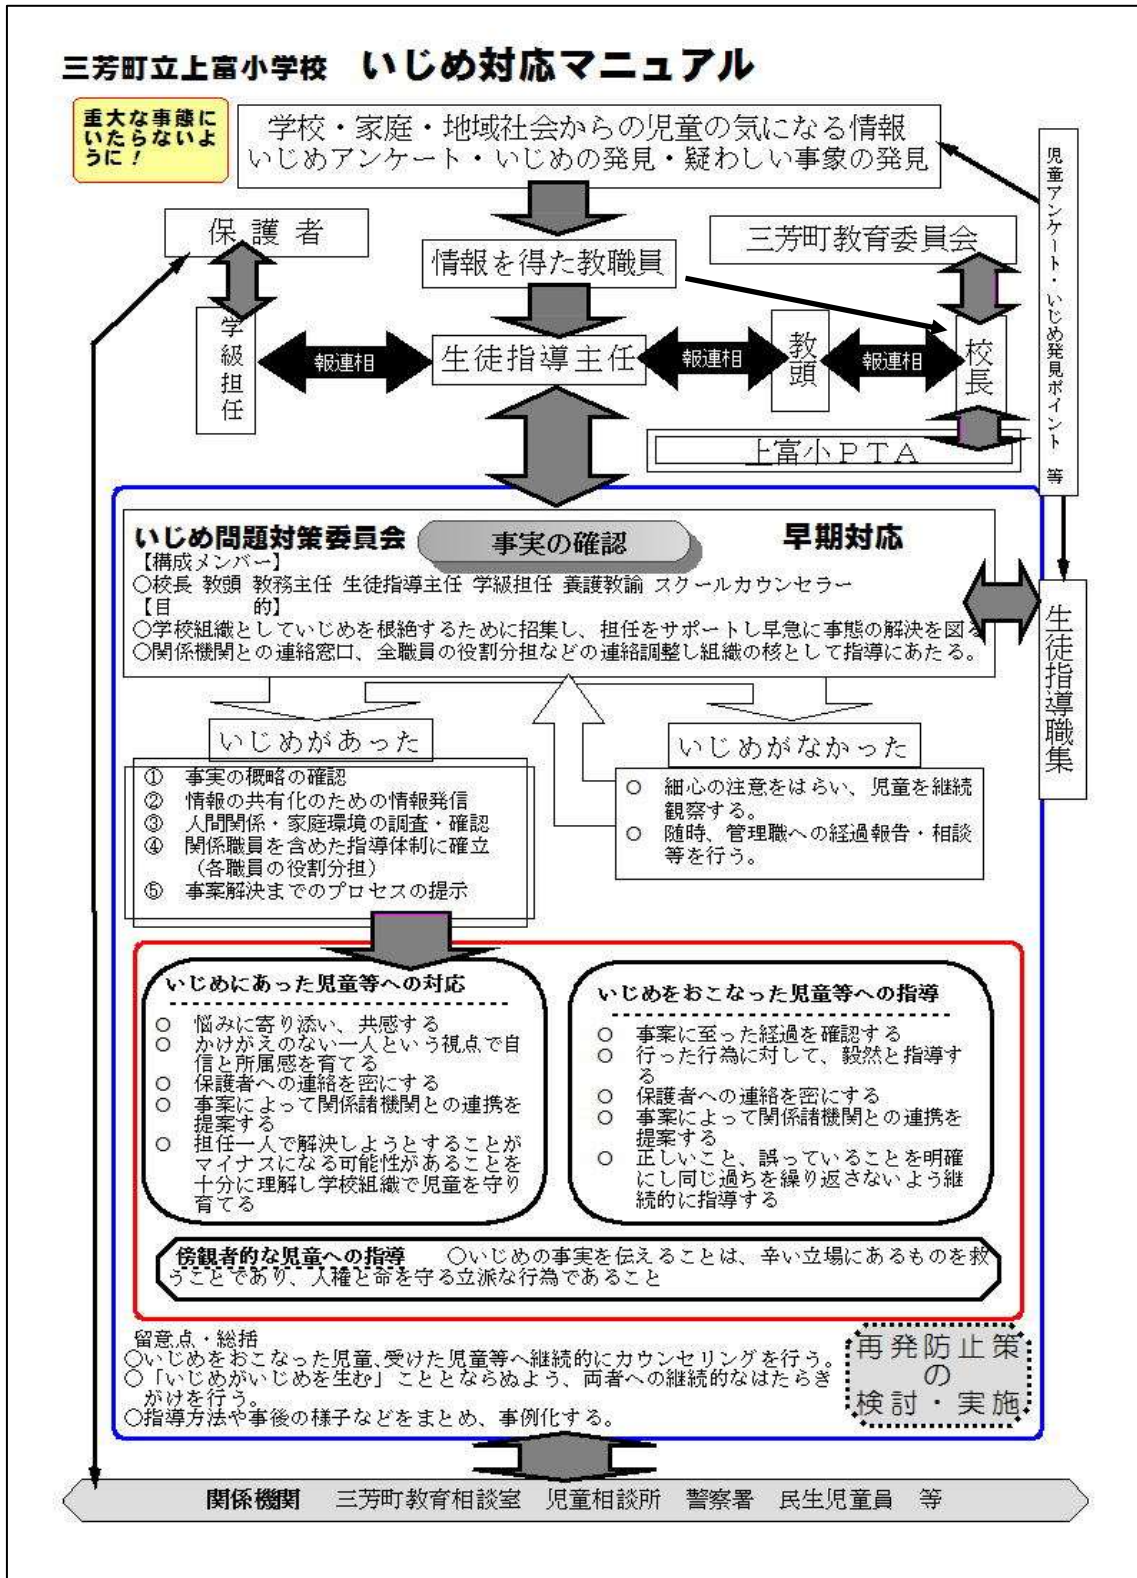 三芳町立上富小学校 いじめ対応マニュアル
重大な事態に
いたらないよ
うに!
学校・家庭・地域社会からの児童の気になる情報
いじめアンケート・いじめの発見・疑わしい事象の発見
児童アンケート・いじめ発見ポイント 等
保護者
情報を得た教職員
三芳町教育委員会
学級担任
報連相
生徒指導主任
報連相
教頭
報連相
校長
上富小PTA
いじめ問題対策委員会 事実の確認 早期対応
【構成メンバー】
○校長 教頭 教務主任 生徒指導主任 学級担任 養護教諭 スクールカウンセラー
【目 的】
○学校組織としていじめを根絶するために招集し、担任をサポートし早急に事態の解決を図る
○関係機関との連絡窓口、全職員の役割分担などの連絡調整し組織の核として指導にあたる。
生徒指導職集
いじめがあった
① 事実の概略の確認
② 情報の共有化のための情報発信
③ 人間関係・家庭環境の調査・確認
④ 関係職員を含めた指導体制に確立
(各職員の役割分担)
⑤ 事案解決までのプロセスの提示
いじめがなかった
○ 細心の注意をはらい、児童を継続
観察する。
○ 随時、管理職への経過報告・相談
等を行う。
いじめにあった児童等への対応
○ 悩みに寄り添い、共感する
○ かけがえのない一人という視点で自
信と所属感を育てる
○ 保護者への連絡を密にする
○ 事案によって関係諸機関との連携を
提案する
○ 担任一人で解決しようとすることが
マイナスになる可能性があることを
十分に理解し学校組織で児童を守り
育てる
いじめをおこなった児童等への指導
○ 事案に至った経過を確認する
○ 行った行為に対して、毅然と指導す
る
○ 保護者への連絡を密にする
○ 事案によって関係諸機関との連携を
提案する
○ 正しいこと、誤っていることを明確
にし同じ過ちを繰り返さないよう継
続的に指導する
傍観者的な児童への指導 ○いじめの事実を伝えることは、辛い立場にあるものを救
うことであり、人権と命を守る立派な行為であること
留意点・総括
○いじめをおこなった児童、受けた児童等へ継続的にカウンセリングを行う。
○「いじめがいじめを生む」こととならぬよう、両者への継続的なはたらき
がけを行う。
○指導方法や事後の様子などをまとめ、事例化する。
再発防止策
の
検討・実施
関係機関 三芳町教育相談室 児童相談所 警察署 民生児童員 等